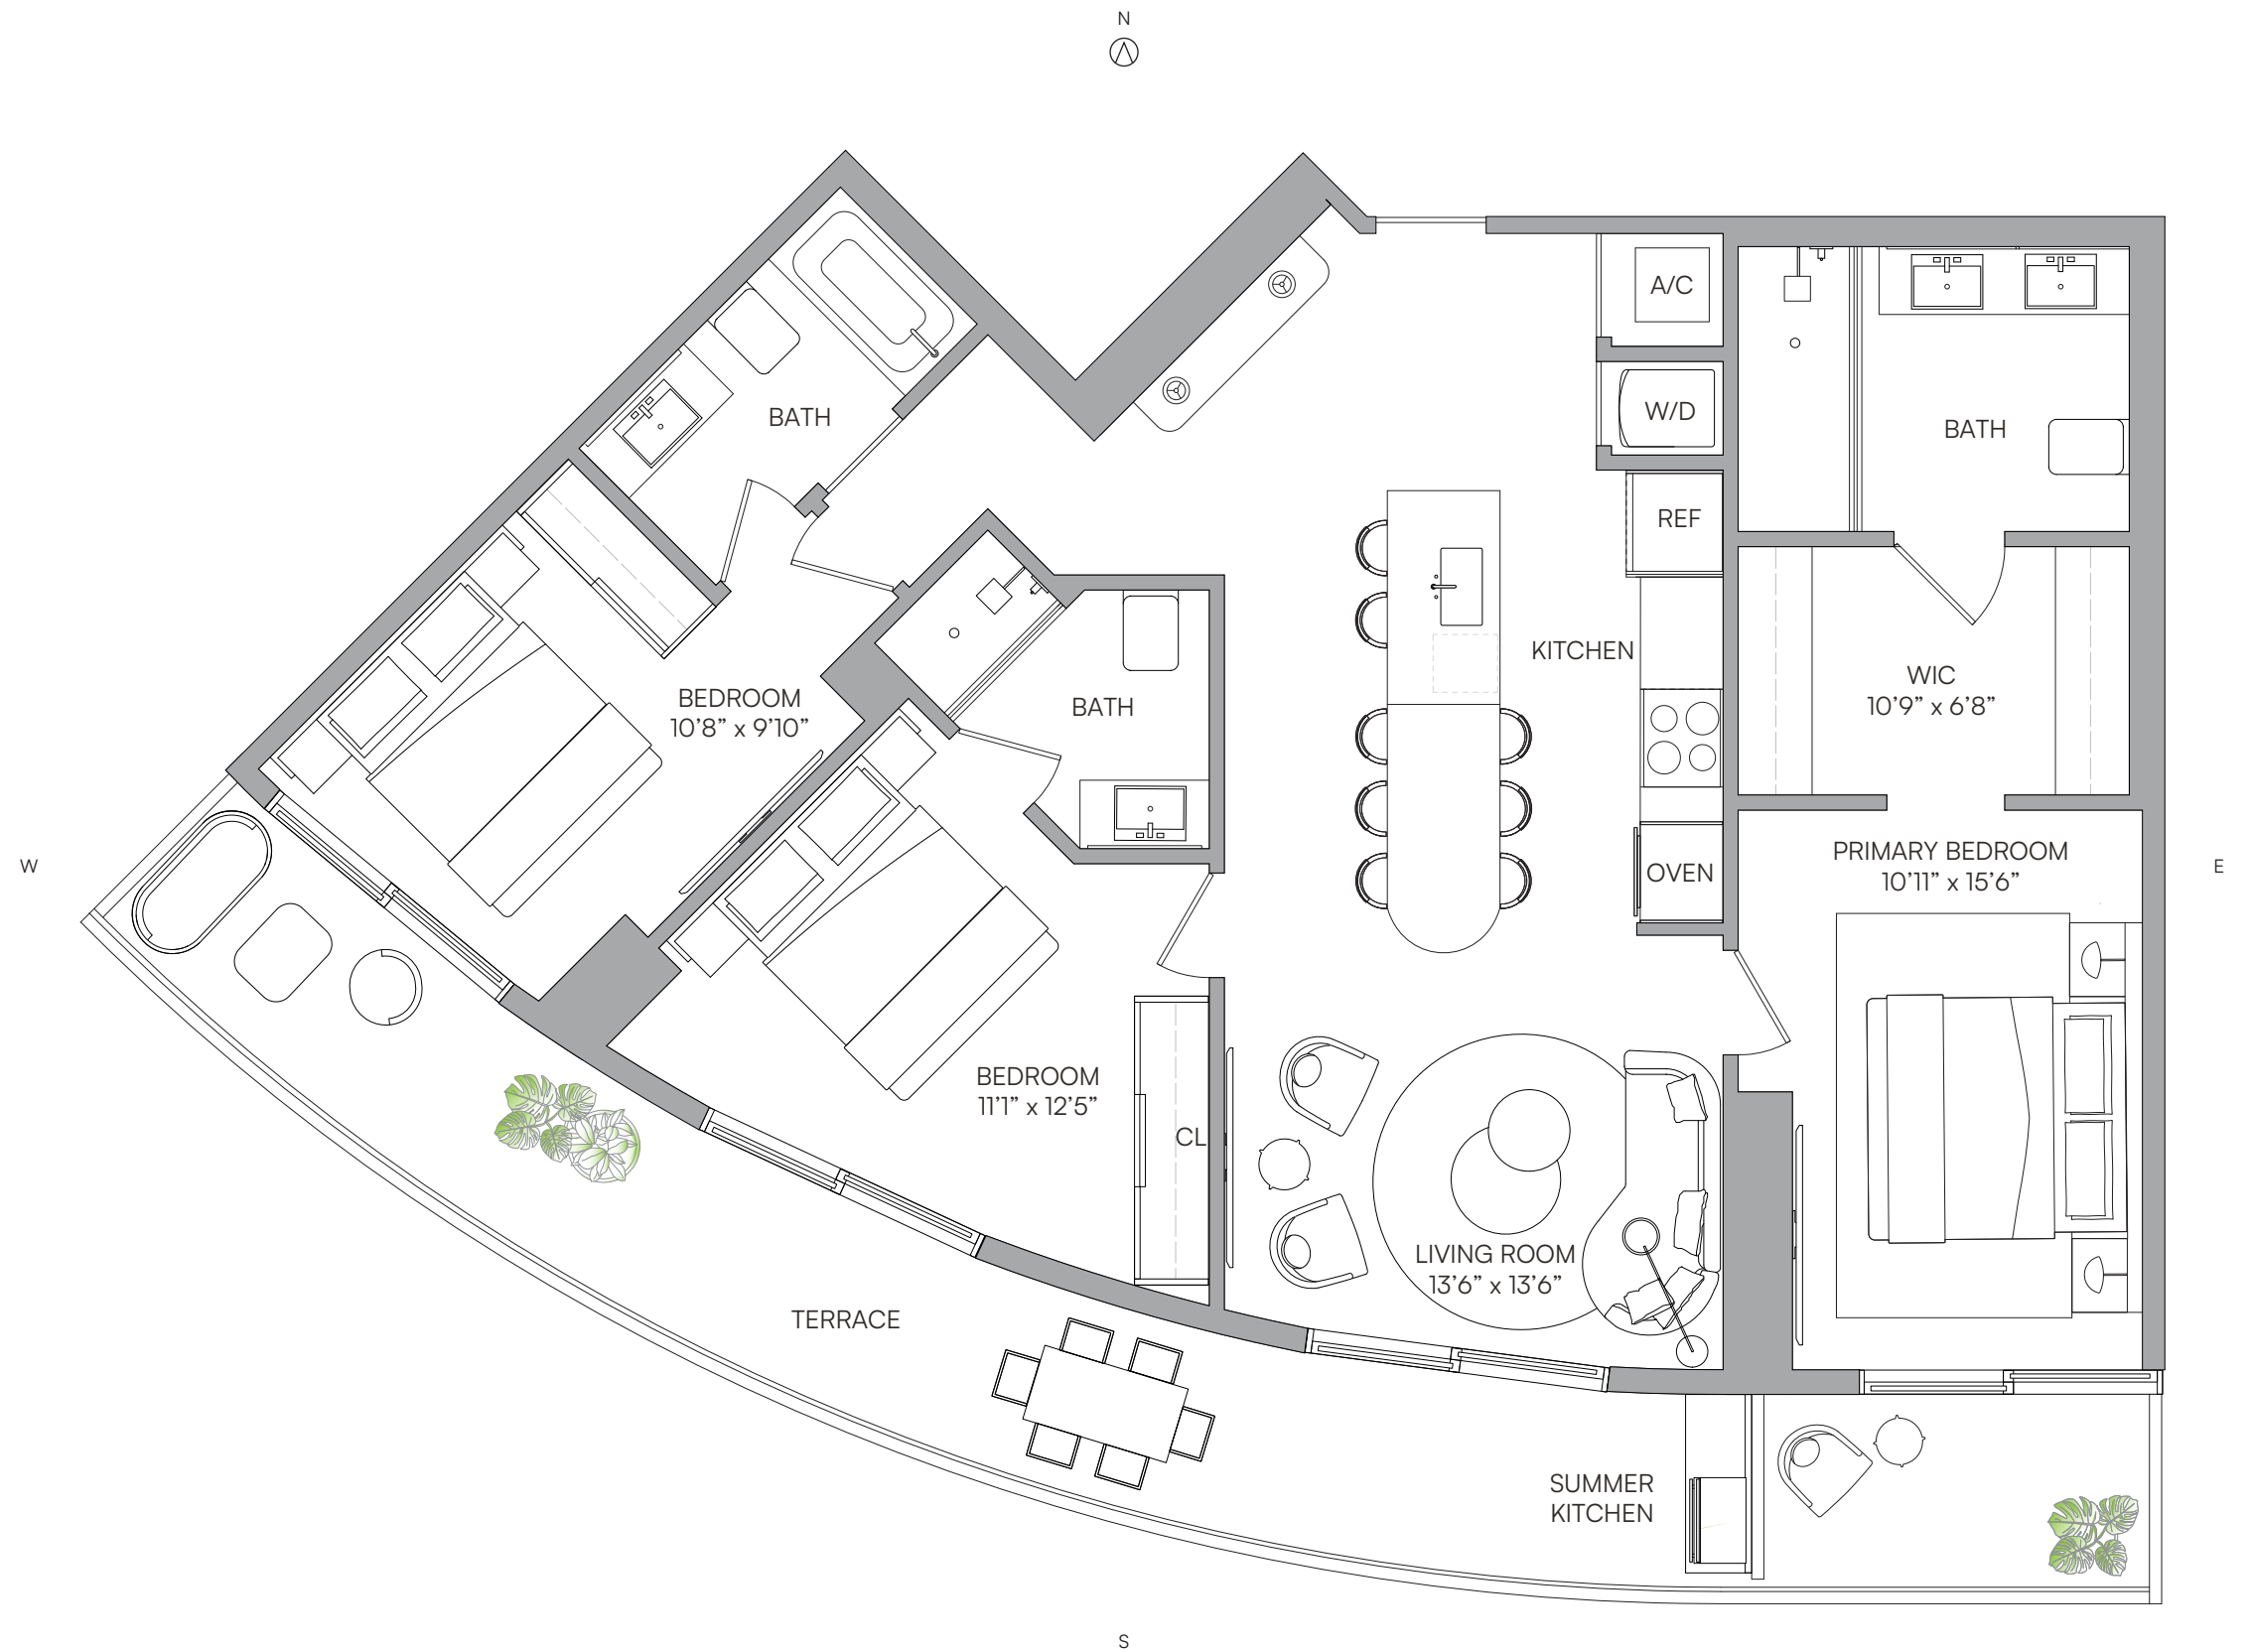 N
A/C
W/D
BATH
BATH
REF
KITCHEN
WIC
10'9” x 6'8”
BEDROOM
10'8” x 9'10”
BATH
W
E
PRIMARY BEDROOM
10'11” x 15'6”
OVEN
BEDROOM
11'1” x 12'5”
CL
LIVING ROOM
13'6” x 13'6”
TERRACE
SUMMER
KITCHEN
S